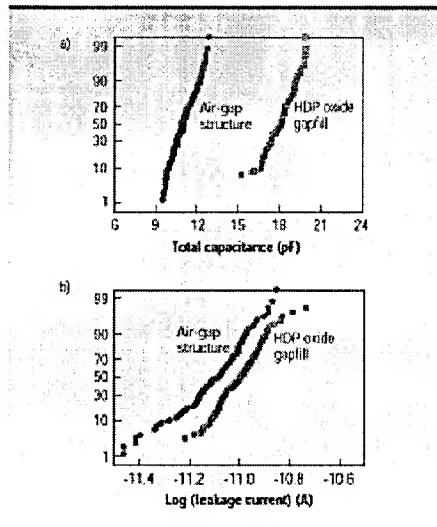 a)
99
90
70
50
30
10
1
Air-gap
structure
HDP oxide
gapfill
6 9 12 15 18 21 24
Total capacitance (pF)
b)
99
90
70
50
30
10
1
Air-gap
structure
HDP oxide
gapfill
-11.4 -11.2 -11.0 -10.8 -10.6
Log (leakage current) (A)